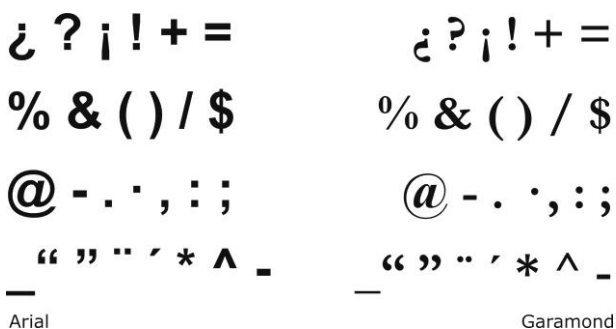 ¿ ? ¡ ! + = ¿ ? ¡ ! + =
% & ( ) / $ % & ( ) / $
@ - . · , : ; @ - . · , : ;
_ “ ” ¨ ´ * ^ - _ “ ” ¨ ´ * ^ -
Arial Garamond